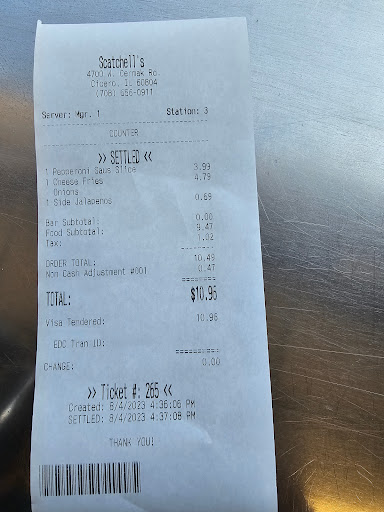 Scatchell's
4700 W. Cermak Rd.
Cicero, IL 60804
(708) 656-0911
Server: Mgr. 1 Station: 3
COUNTER
>> SETTLED <<
1 Pepperoni Saus Slice 3.99
1 Cheese Fries 4.79
Onions
1 Side Jalapenos 0.69
Bar Subtotal: 0.00
Food Subtotal: 9.47
Tax: 1.02
ORDER TOTAL: 10.49
Non Cash Adjustment #001 0.47
TOTAL: $10.96
Visa Tendered: 10.96
EDC Tran ID:
CHANGE: 0.00
>> Ticket #: 265 <<
Created: 8/4/2023 4:36:06 PM
SETTLED: 8/4/2023 4:37:08 PM
THANK YOU!